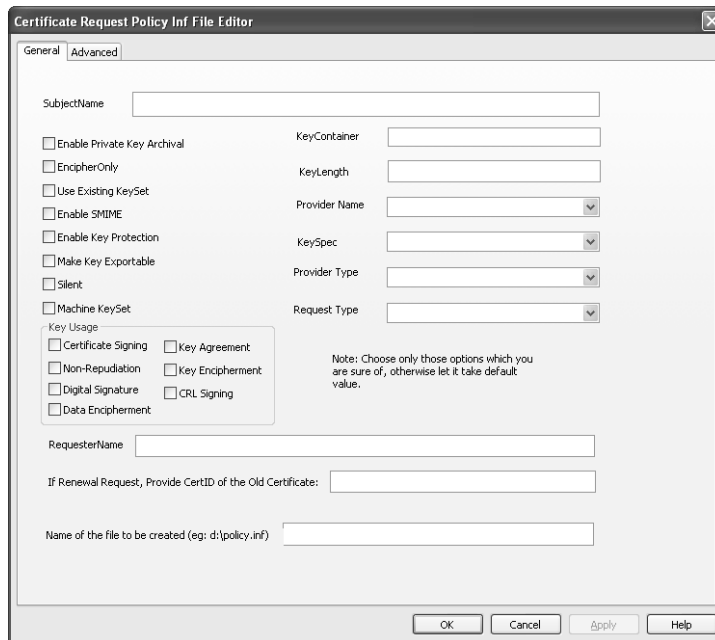 Certificate Request Policy Inf File Editor
General Advanced
SubjectName
Enable Private Key Archival
EncipherOnly
Use Existing KeySet
Enable SMIME
Enable Key Protection
Make Key Exportable
Silent
Machine KeySet
KeyContainer
KeyLength
Provider Name
KeySpec
Provider Type
Request Type
Key Usage
Certificate Signing
Non-Repudiation
Digital Signature
Data Encipherment
Key Agreement
Key Encipherment
CRL Signing
Note: Choose only those options which you
are sure of, otherwise let it take default
value.
RequesterName
If Renewal Request, Provide CertID of the Old Certificate:
Name of the file to be created (eg: d:\policy.inf)
OK Cancel Apply Help